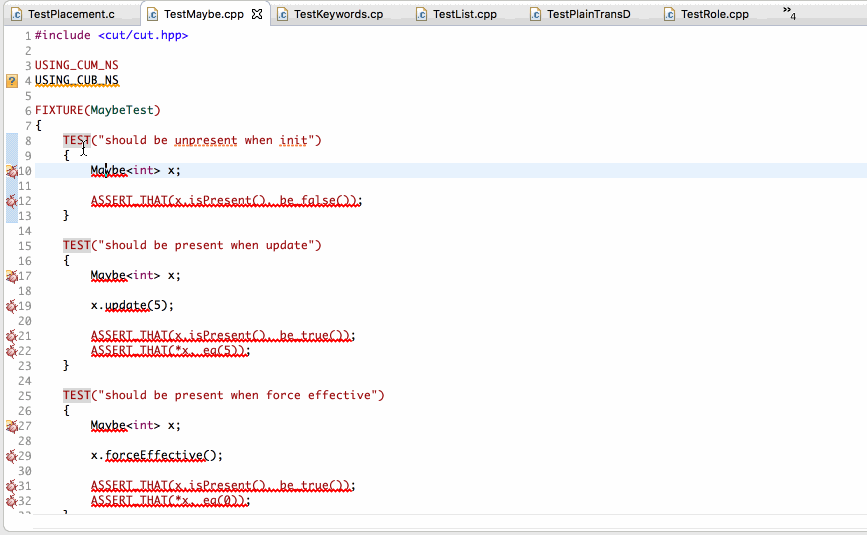 TestPlacement.c TestMaybe.cpp TestKeywords.cp TestList.cpp TestPlainTransD TestRole.cpp »4
1 #include <cut/cut.hpp>
2
3 USING_CUM_NS
4 USING_CUB_NS
5
6 FIXTURE(MaybeTest)
7 {
8 TEST("should be unpresent when init")
9 {
10 Maybe<int> x;
11
12 ASSERT_THAT(x.isPresent(), be_false());
13 }
14
15 TEST("should be present when update")
16 {
17 Maybe<int> x;
18
19 x.update(5);
20
21 ASSERT_THAT(x.isPresent(), be_true());
22 ASSERT_THAT(*x, eq(5));
23 }
24
25 TEST("should be present when force effective")
26 {
27 Maybe<int> x;
28
29 x.forceEffective();
30
31 ASSERT_THAT(x.isPresent(), be_true());
32 ASSERT_THAT(*x, eq(0));